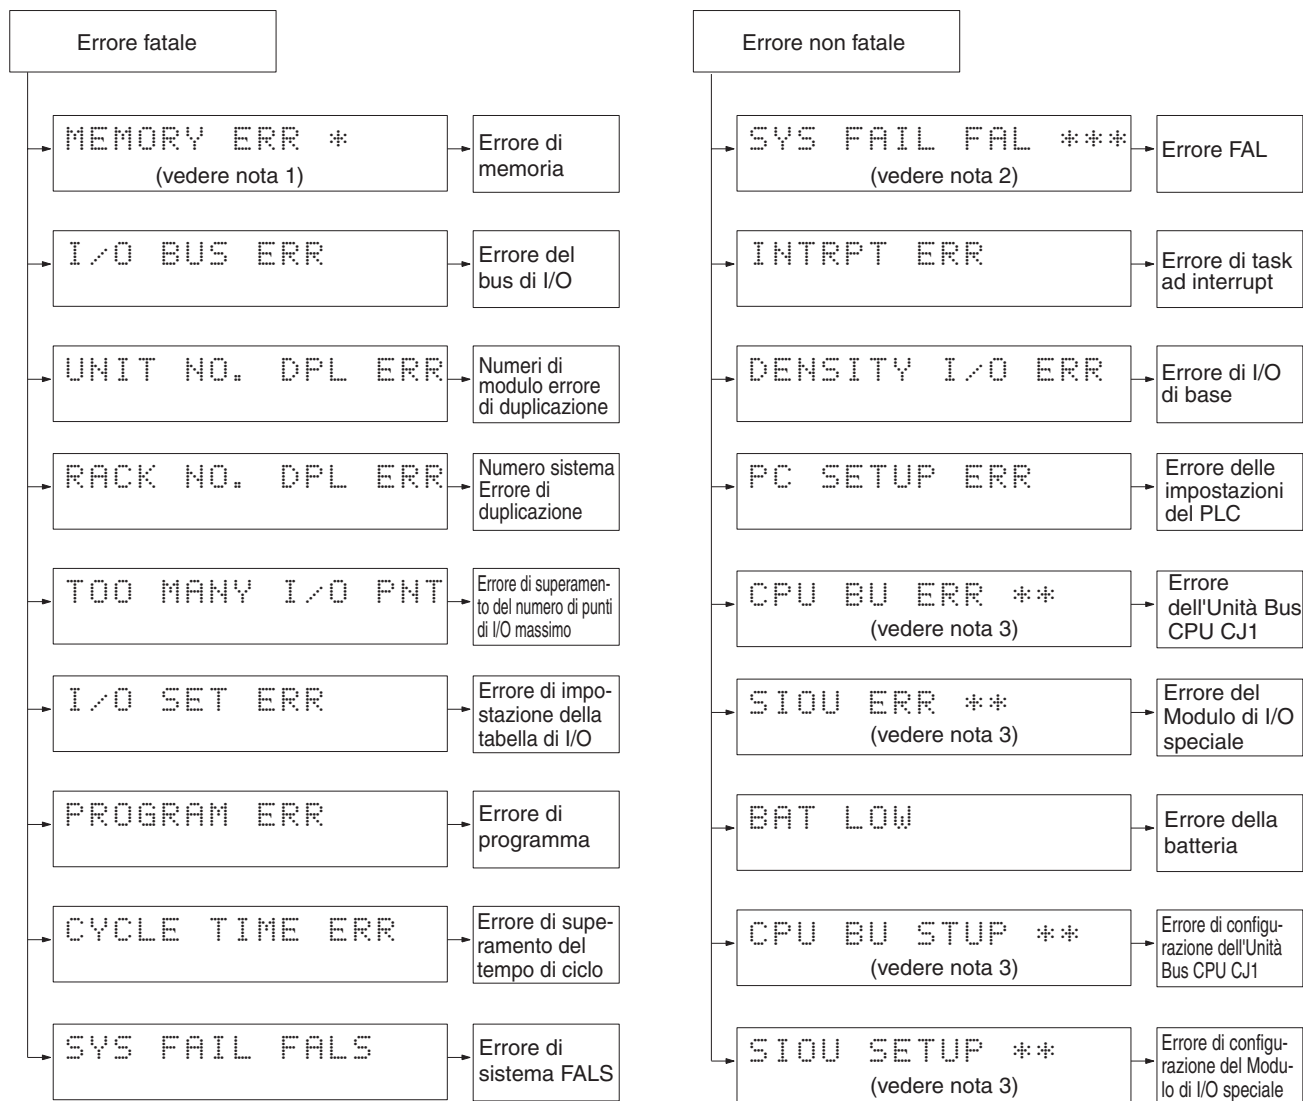 Errore fatale
MEMORY ERR *
(vedere nota 1)
Errore di
memoria
I/O BUS ERR
Errore del
bus di I/O
UNIT NO. DPL ERR
Numeri di
modulo errore
di duplicazione
RACK NO. DPL ERR
Numero sistema
Errore di
duplicazione
TOO MANY I/O PNT
Errore di superamen-
to del numero di punti
di I/O massimo
I/O SET ERR
Errore di impo-
stazione della
tabella di I/O
PROGRAM ERR
Errore di
programma
CYCLE TIME ERR
Errore di supe-
ramento del
tempo di ciclo
SYS FAIL FALS
Errore di
sistema FALS
Errore non fatale
SYS FAIL FAL ***
(vedere nota 2)
Errore FAL
INTRPT ERR
Errore di task
ad interrupt
DENSITY I/O ERR
Errore di I/O
di base
PC SETUP ERR
Errore delle
impostazioni
del PLC
CPU BU ERR **
(vedere nota 3)
Errore
dell'Unità Bus
CPU CJ1
SIOU ERR **
(vedere nota 3)
Errore del
Modulo di I/O
speciale
BAT LOW
Errore della
batteria
CPU BU STUP **
(vedere nota 3)
Errore di configu-
razione dell'Unità
Bus CPU CJ1
SIOU SETUP **
(vedere nota 3)
Errore di configu-
razione del Modu-
lo di I/O speciale